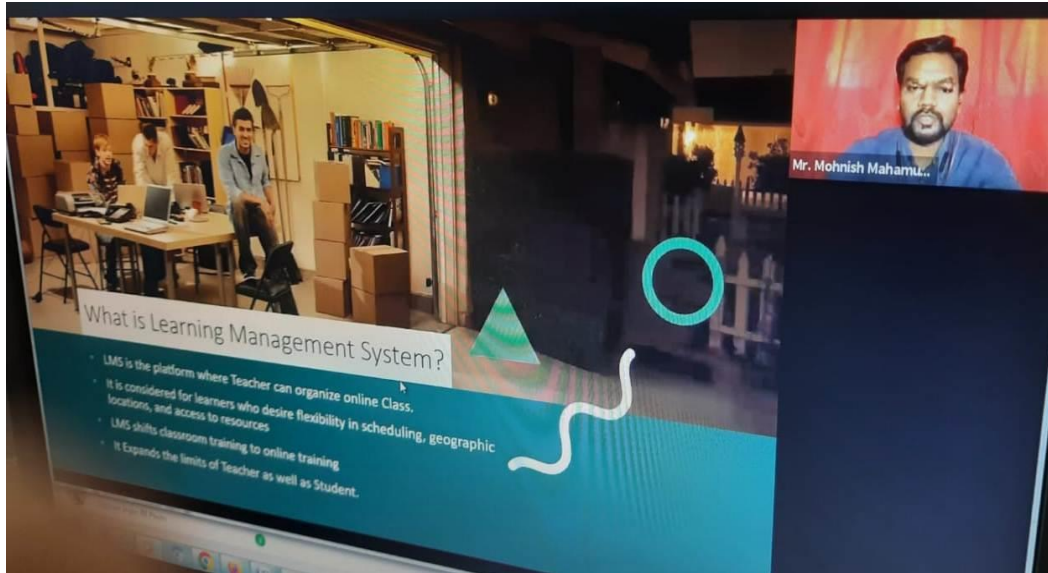 Mr. Mohnish Mahamu...
What is Learning Management System?
LMS is the platform where Teacher can organize online Class.
It is considered for learners who desire flexibility in scheduling, geographic
locations, and access to resources
LMS shifts classroom training to online training
It Expands the limits of Teacher as well as Student.